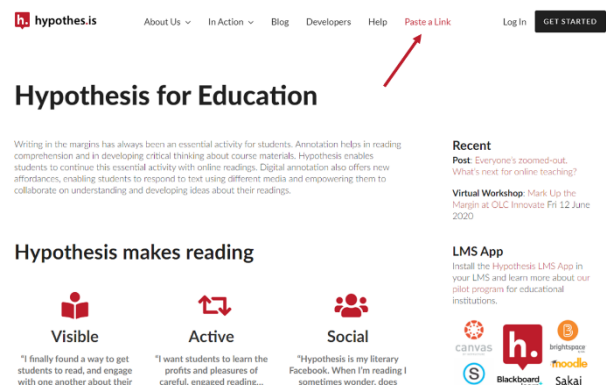 h. hypothes.is
About Us In Action Blog Developers Help Paste a Link Log In GET STARTED
Hypothesis for Education
Writing in the margins has always been an essential activity for students. Annotation helps in reading
comprehension and in developing critical thinking about course materials. Hypothesis enables
students to continue this essential activity with online readings. Digital annotation also offers new
affordances, enabling students to respond to text using different media and empowering them to
collaborate on understanding and developing ideas about their readings.
Recent
Post: Everyone's zoomed-out.
What's next for online teaching?
Virtual Workshop: Mark Up the
Margin at OLC Innovate Fri 12 June
2020
Hypothesis makes reading
LMS App
Install the Hypothesis LMS App in
your LMS and learn more about our
pilot program for educational
institutions.
Visible
"I finally found a way to get
students to read, and engage
with one another about their
Active
"I want students to learn the
profits and pleasures of
careful, engaged reading...
Social
"Hypothesis is my literary
Facebook. When I'm reading I
sometimes wonder, does
canvas
h.
brightspace
moodle
S
Blackboard
Sakai